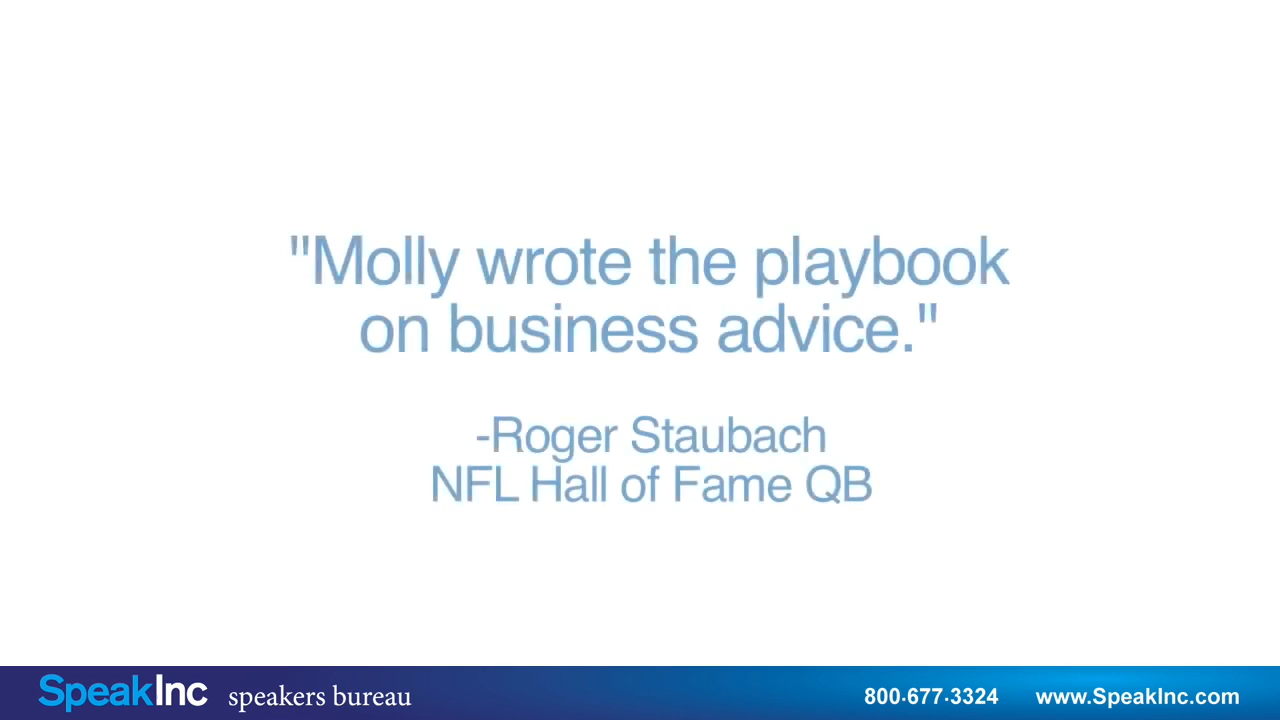 "Molly wrote the playbook
on business advice."
-Roger Staubach
NFL Hall of Fame QB
SpeakInc speakers bureau 800·677·3324 www.SpeakInc.com